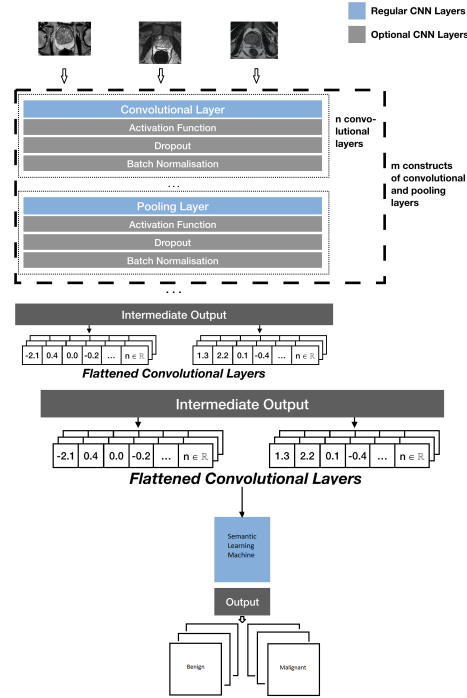 Regular CNN Layers
Optional CNN Layers
Convolutional Layer
Activation Function
Dropout
Batch Normalisation
...
n convo-
lutional
layers
Pooling Layer
Activation Function
Dropout
Batch Normalisation
m constructs
of convolutional
and pooling
layers
...
Intermediate Output
-2.1 0.4 0.0 -0.2 ... n ∈ ℝ 1.3 2.2 0.1 -0.4 ... n ∈ ℝ
Flattened Convolutional Layers
Intermediate Output
-2.1 0.4 0.0 -0.2 ... n ∈ ℝ 1.3 2.2 0.1 -0.4 ... n ∈ ℝ
Flattened Convolutional Layers
Semantic
Learning
Machine
Output
Benign Malignant